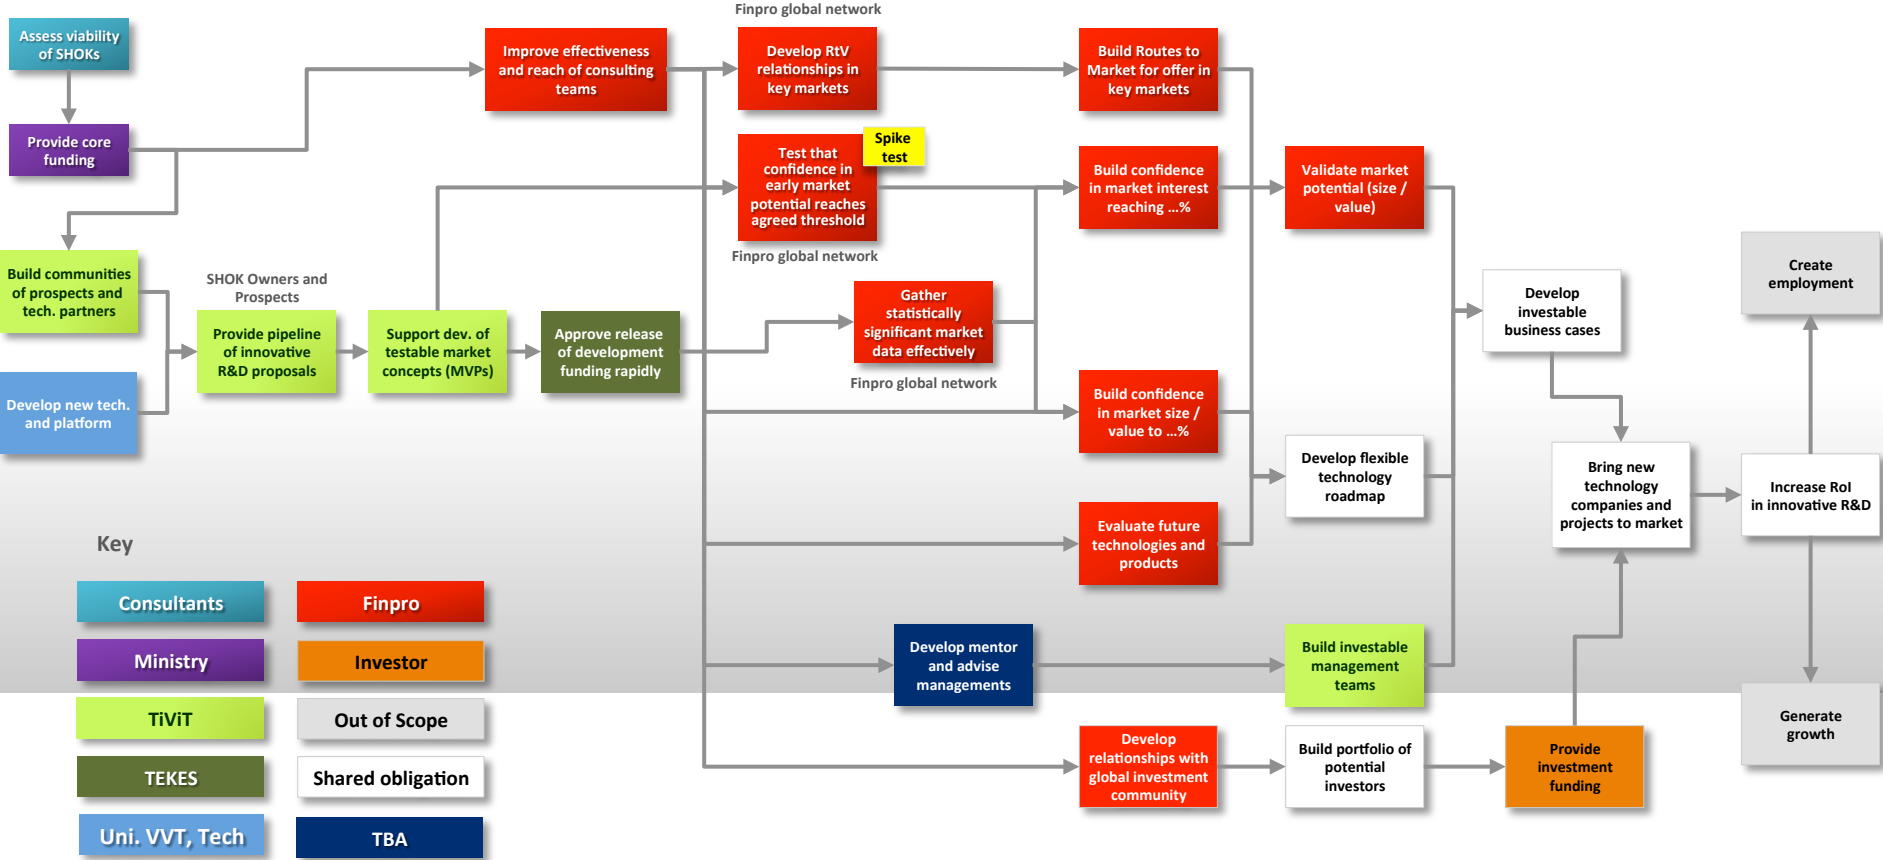 Finpro global network
Assess viability
of SHOKs
Improve effectiveness
and reach of consulting
teams
Develop RtV
relationships in
key markets
Build Routes to
Market for offer in
key markets
Provide core
funding
Spike
test
Test that
confidence in
early market
potential reaches
agreed threshold
Finpro global network
Build confidence
in market interest
reaching ...%
Validate market
potential (size /
value)
Build communities
of prospects and
tech. partners
SHOK Owners and
Prospects
Provide pipeline
of innovative
R&D proposals
Support dev. of
testable market
concepts (MVPs)
Approve release
of development
funding rapidly
Gather
statistically
significant market
data effectively
Finpro global network
Develop
investable
business cases
Create
employment
Develop new tech.
and platform
Build confidence
in market size /
value to ...%
Develop flexible
technology
roadmap
Bring new
technology
companies and
projects to market
Increase RoI
in innovative R&D
Evaluate future
technologies and
products
Develop mentor
and advise
managements
Build investable
management
teams
Generate
growth
Develop
relationships with
global investment
community
Build portfolio of
potential
investors
Provide
investment
funding
Key
Consultants
Finpro
Ministry
Investor
TiViT
Out of Scope
TEKES
Shared obligation
Uni. VVT, Tech
TBA